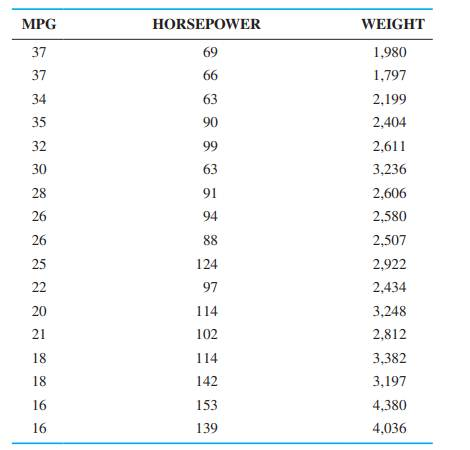 MPG HORSEPOWER WEIGHT
37 69 1,980
37 66 1,797
34 63 2,199
35 90 2,404
32 99 2,611
30 63 3,236
28 91 2,606
26 94 2,580
26 88 2,507
25 124 2,922
22 97 2,434
20 114 3,248
21 102 2,812
18 114 3,382
18 142 3,197
16 153 4,380
16 139 4,036